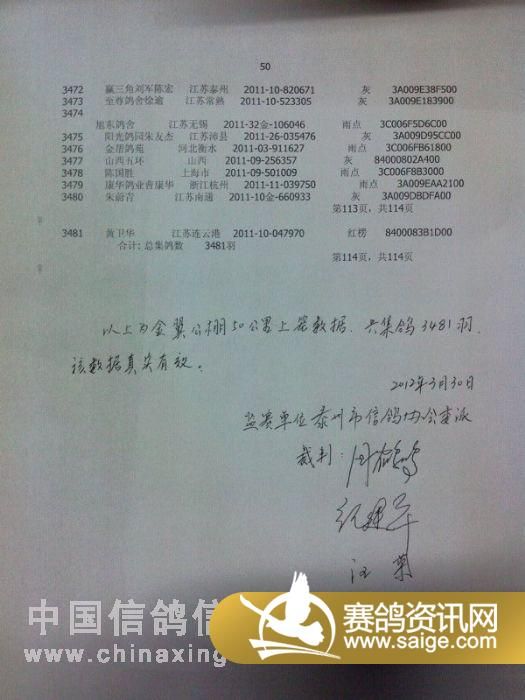 50
3472 赢三角刘军陈宏 江苏泰州 2011-10-820671 灰 3A009E38F500
3473 至尊鸽舍徐逾 江苏常熟 2011-10-523305 灰 3A009E183900
3474
旭东鸽舍 江苏无锡 2011-32金-106046 雨点 3C006F5D6C00
3475 阳光鸽园朱友杰 江苏沛县 2011-26-035476 灰 3A009D95CC00
3476 金蓓鸽苑 河北衡水 2011-03-911627 雨点 3C006FB61800
3477 山西五环 山西 2011-09-256357 灰 84000802A400
3478 陈国胜 上海市 2011-09-501089 雨点 3C006F8B3000
3479 康华鸽业曹康华 浙江杭州 2011-11-039750 雨点 3A009EAA2100
3480 朱蔚青 江苏南通 2011-10金-660933 灰 3A009DBDFA00
第113页，共114页
3481 黄卫华 江苏连云港 2011-10-047970 红楞 8400083B1D00
合计: 总集鸽数 3481羽
第114页，共114页
以上为金翼公棚50公里上笼数据，共集鸽3481羽，
该数据真实有效。
2012年3月30日
监赛单位泰州市信鸽协会委派
裁判:
汪
中国信鸽信
www.chinaxing
赛鸽资讯网
www.saige.com